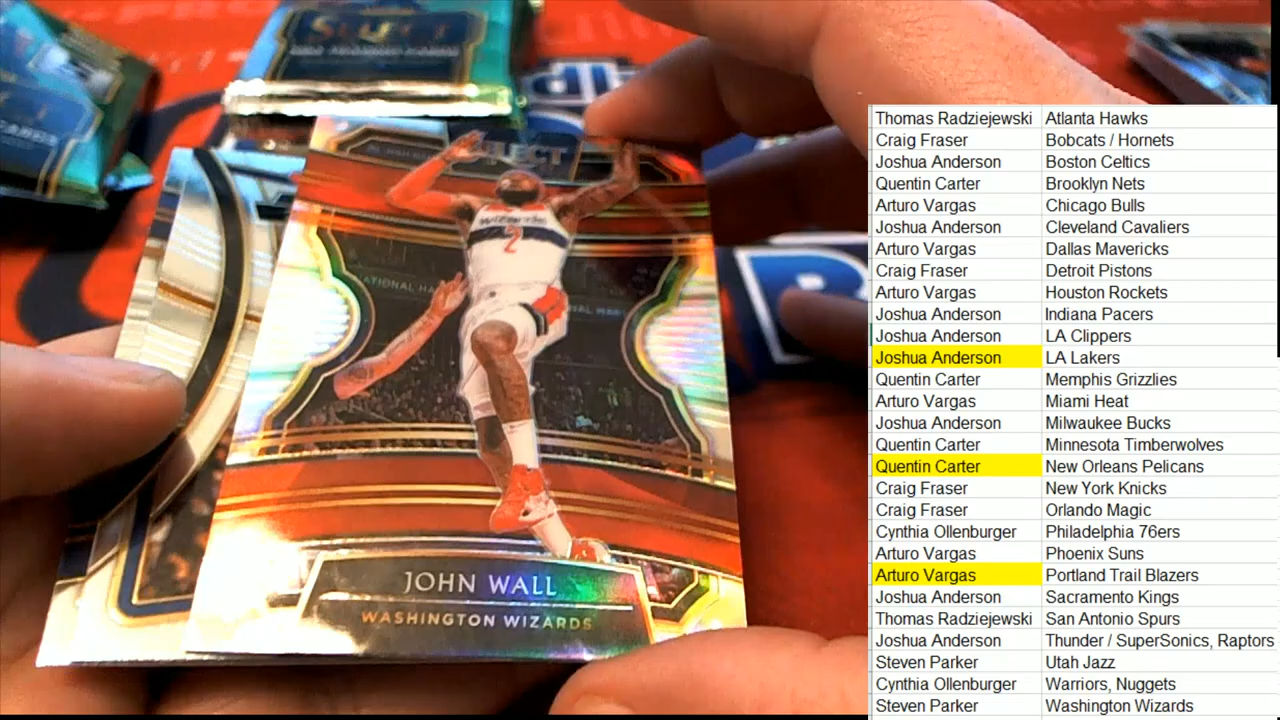 SELECT
SELECT
Wizards
2
NATIONAL HA
JOHN WALL
WASHINGTON WIZARDS
Thomas Radziejewski Atlanta Hawks
Craig Fraser Bobcats / Hornets
Joshua Anderson Boston Celtics
Quentin Carter Brooklyn Nets
Arturo Vargas Chicago Bulls
Joshua Anderson Cleveland Cavaliers
Arturo Vargas Dallas Mavericks
Craig Fraser Detroit Pistons
Arturo Vargas Houston Rockets
Joshua Anderson Indiana Pacers
Joshua Anderson LA Clippers
Joshua Anderson LA Lakers
Quentin Carter Memphis Grizzlies
Arturo Vargas Miami Heat
Joshua Anderson Milwaukee Bucks
Quentin Carter Minnesota Timberwolves
Quentin Carter New Orleans Pelicans
Craig Fraser New York Knicks
Craig Fraser Orlando Magic
Cynthia Ollenburger Philadelphia 76ers
Arturo Vargas Phoenix Suns
Arturo Vargas Portland Trail Blazers
Joshua Anderson Sacramento Kings
Thomas Radziejewski San Antonio Spurs
Joshua Anderson Thunder / SuperSonics, Raptors
Steven Parker Utah Jazz
Cynthia Ollenburger Warriors, Nuggets
Steven Parker Washington Wizards